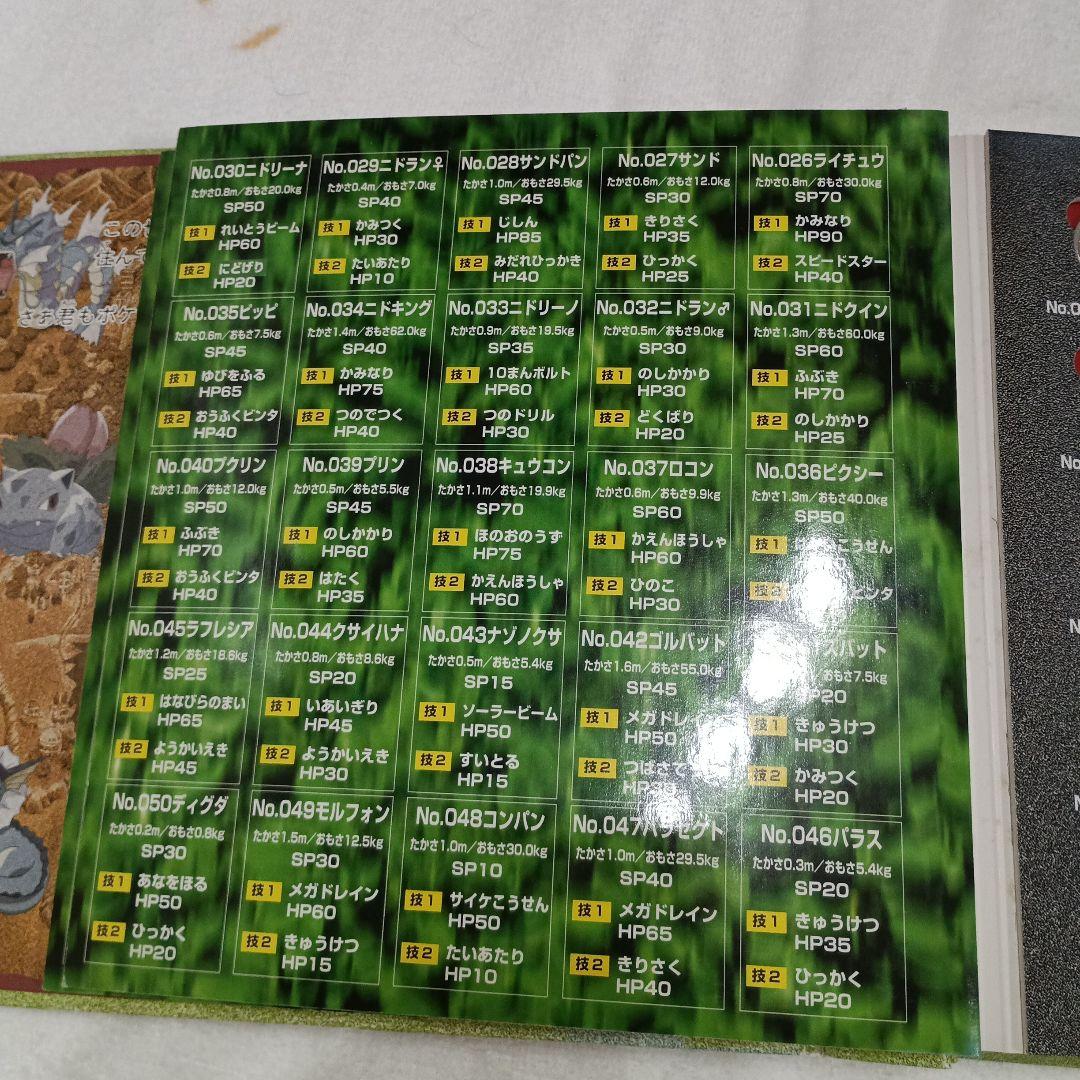 この
住んで
さあ君もポケ
No.030ニドリーナ
たかさ0.8m／おもさ20.0kg
SP50
技1 れいとうビーム
HP60
技2 にどげり
HP20
No.029ニドラン♀
たかさ0.4m／おもさ7.0kg
SP40
技1 かみつく
HP30
技2 たいあたり
HP10
No.028サンドパン
たかさ1.0m／おもさ29.5kg
SP45
技1 じしん
HP85
技2 みだれひっかき
HP40
No.027サンド
たかさ0.6m／おもさ12.0kg
SP30
技1 きりさく
HP35
技2 ひっかく
HP25
No.026ライチュウ
たかさ0.8m／おもさ30.0kg
SP70
技1 かみなり
HP90
技2 スピードスター
HP40
No.035ピッピ
たかさ0.6m／おもさ7.5kg
SP45
技1 ゆびをふる
HP65
技2 おうふくビンタ
HP40
No.034ニドキング
たかさ1.4m／おもさ62.0kg
SP40
技1 かみなり
HP75
技2 つのでつく
HP40
No.033ニドリーノ
たかさ0.9m／おもさ19.5kg
SP35
技1 10まんボルト
HP60
技2 つのドリル
HP30
No.032ニドラン♂
たかさ0.5m／おもさ9.0kg
SP30
技1 のしかかり
HP30
技2 どくばり
HP20
No.031ニドクイン
たかさ1.3m／おもさ60.0kg
SP60
技1 ふぶき
HP70
技2 のしかかり
HP25
No.040プクリン
たかさ1.0m／おもさ12.0kg
SP50
技1 ふぶき
HP70
技2 おうふくビンタ
HP40
No.039プリン
たかさ0.5m／おもさ5.5kg
SP45
技1 のしかかり
HP60
技2 はたく
HP35
No.038キュウコン
たかさ1.1m／おもさ19.9kg
SP70
技1 ほのおのうず
HP75
技2 かえんほうしゃ
HP60
No.037ロコン
たかさ0.6m／おもさ9.9kg
SP60
技1 かえんほうしゃ
HP60
技2 ひのこ
HP30
No.036ピクシー
たかさ1.3m／おもさ40.0kg
SP50
技1 こうせん
技2 ビンタ
No.045ラフレシア
たかさ1.2m／おもさ18.6kg
SP25
技1 はなびらのまい
HP65
技2 ようかいえき
HP45
No.044クサイハナ
たかさ0.8m／おもさ8.6kg
SP20
技1 いあいぎり
HP45
技2 ようかいえき
HP30
No.043ナゾノクサ
たかさ0.5m／おもさ5.4kg
SP15
技1 ソーラービーム
HP50
技2 すいとる
HP15
No.042ゴルバット
たかさ1.6m／おもさ55.0kg
SP45
技1 メガドレイン
HP50
技2 つばさで
HP30
バット
おもさ7.5kg
SP20
技1 きゅうけつ
HP30
技2 かみつく
HP20
No.050ディグダ
たかさ0.2m／おもさ0.8kg
SP30
技1 あなをほる
HP50
技2 ひっかく
HP20
No.049モルフォン
たかさ1.5m／おもさ12.5kg
SP30
技1 メガドレイン
HP60
技2 きゅうけつ
HP15
No.048コンパン
たかさ1.0m／おもさ30.0kg
SP10
技1 サイケこうせん
HP50
技2 たいあたり
HP10
No.047パラセクト
たかさ1.0m／おもさ29.5kg
SP40
技1 メガドレイン
HP65
技2 きりさく
HP40
No.046パラス
たかさ0.3m／おもさ5.4kg
SP20
技1 きゅうけつ
HP35
技2 ひっかく
HP20